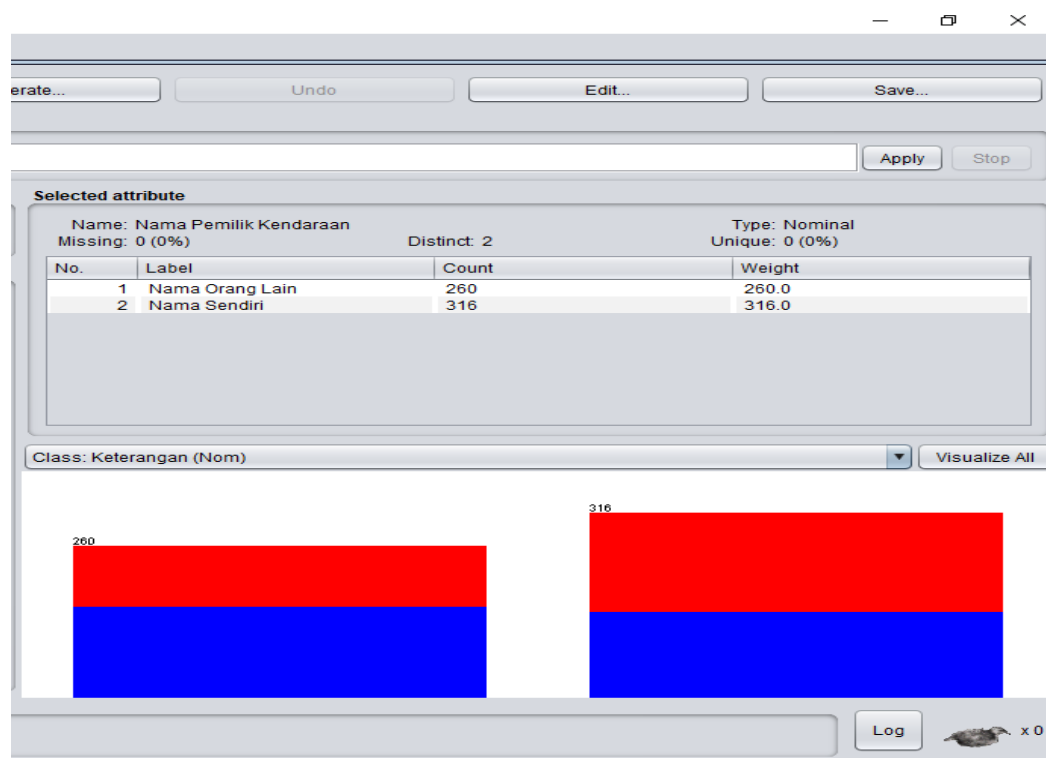 erate... Undo Edit... Save...
Apply Stop
Selected attribute
Name: Nama Pemilik Kendaraan Type: Nominal
Missing: 0 (0%) Distinct: 2 Unique: 0 (0%)
No. Label Count Weight
1 Nama Orang Lain 260 260.0
2 Nama Sendiri 316 316.0
Class: Keterangan (Nom) Visualize All
316
260
Log x 0